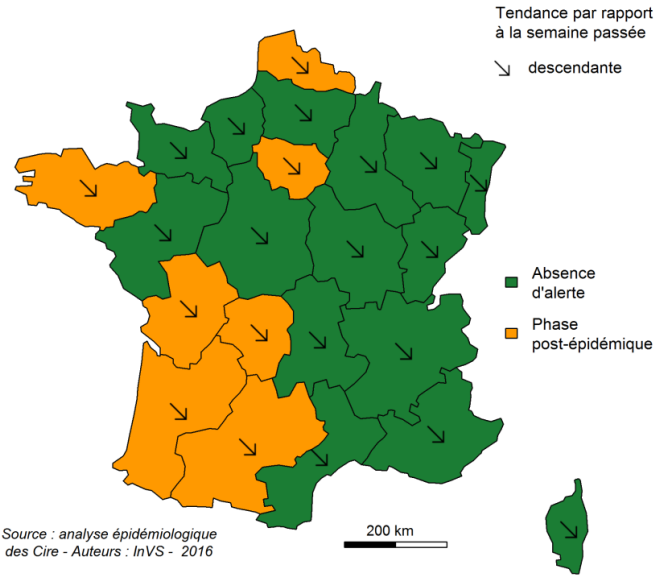 Tendance par rapport
à la semaine passée
descendante
Absence
d'alerte
Phase
post-épidémique
Source : analyse épidémiologique
des Cire - Auteurs : InVS - 2016
200 km